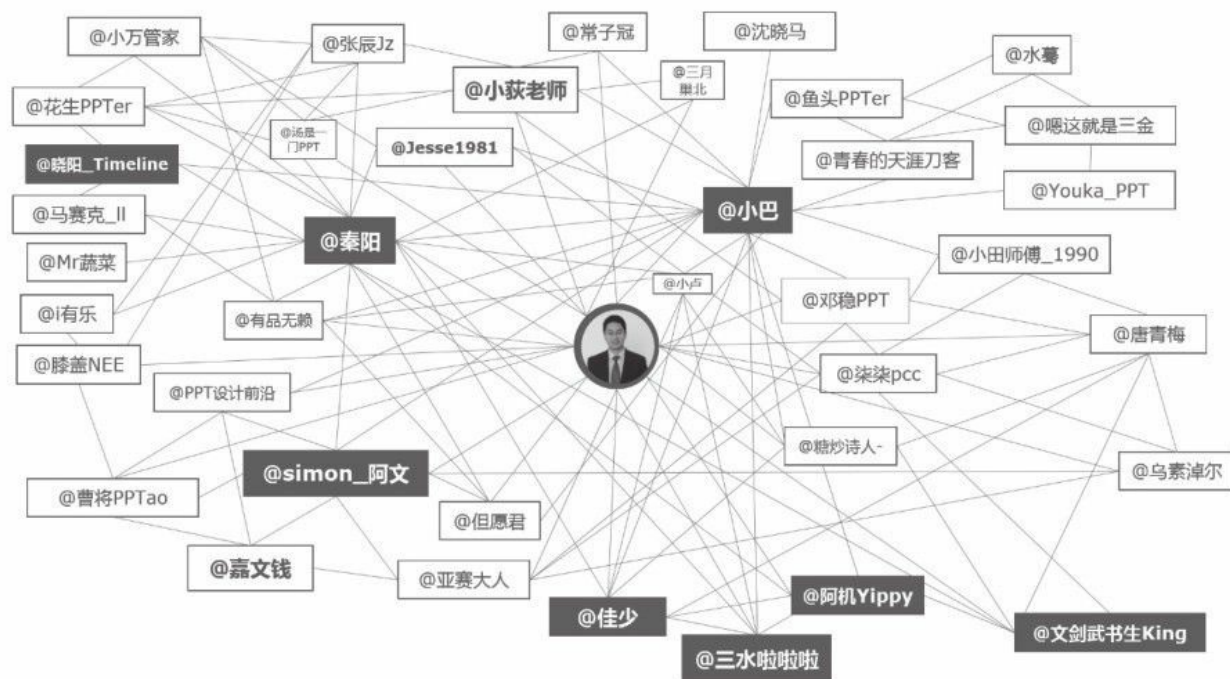 @小万管家
@张辰Jz
@常子冠
@沈晓马
@水蓦
@花生PPTer
@小荻老师
@三月
巢北
@鱼头PPTer
@嗯这就是三金
@汤是一
门PPT
@Jesse1981
@青春的天涯刀客
@晓阳_Timeline
@Youka_PPT
@马赛克_II
@秦阳
@小巴
@Mr蔬菜
@小田师傅_1990
@小卢
@i有乐
@有品无赖
@邓稳PPT
@唐青梅
@膝盖NEE
@PPT设计前沿
@柒柒pcc
@糖炒诗人-
@simon_阿文
@乌素淖尔
@曹将PPTao
@但愿君
@嘉文钱
@亚赛大人
@阿机Yippy
@佳少
@文剑武书生King
@三水啦啦啦